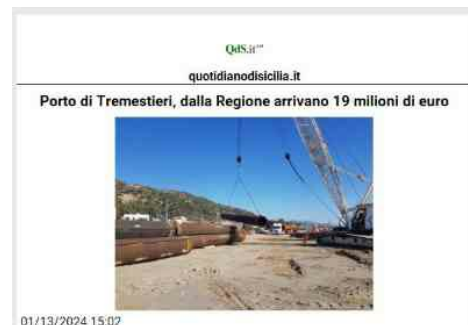 QdS.it
quotidianodisicilia.it
Porto di Tremestieri, dalla Regione arrivano 19 milioni di euro
01/13/2024 15:02